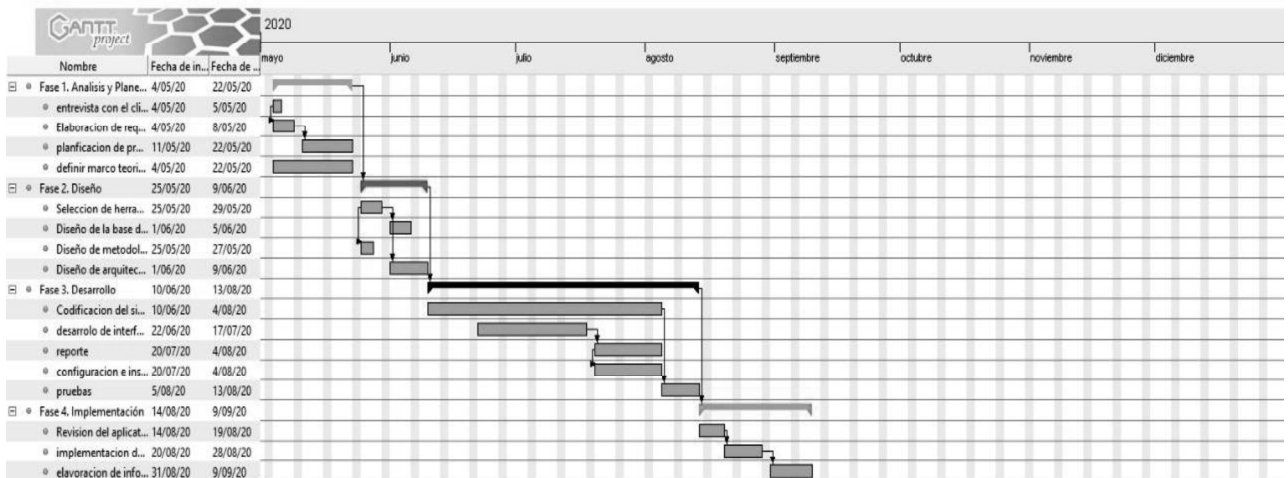 GANTT project
2020
Nombre Fecha de in... Fecha de ... mayo junio julio agosto septiembre octubre noviembre diciembre
Fase 1. Analisis y Plane... 4/05/20 22/05/20
entrevista con el cli... 4/05/20 5/05/20
Elaboracion de req... 4/05/20 8/05/20
planficacion de pr... 11/05/20 22/05/20
definir marco teori... 4/05/20 22/05/20
Fase 2. Diseño 25/05/20 9/06/20
Seleccion de herra... 25/05/20 29/05/20
Diseño de la base d... 1/06/20 5/06/20
Diseño de metodol... 25/05/20 27/05/20
Diseño de arquitec... 1/06/20 9/06/20
Fase 3. Desarrollo 10/06/20 13/08/20
Codificacion del si... 10/06/20 4/08/20
desarrolo de interf... 22/06/20 17/07/20
reporte 20/07/20 4/08/20
configuracion e ins... 20/07/20 4/08/20
pruebas 5/08/20 13/08/20
Fase 4. Implementación 14/08/20 9/09/20
Revision del aplicat... 14/08/20 19/08/20
implementacion d... 20/08/20 28/08/20
elavoracion de info... 31/08/20 9/09/20